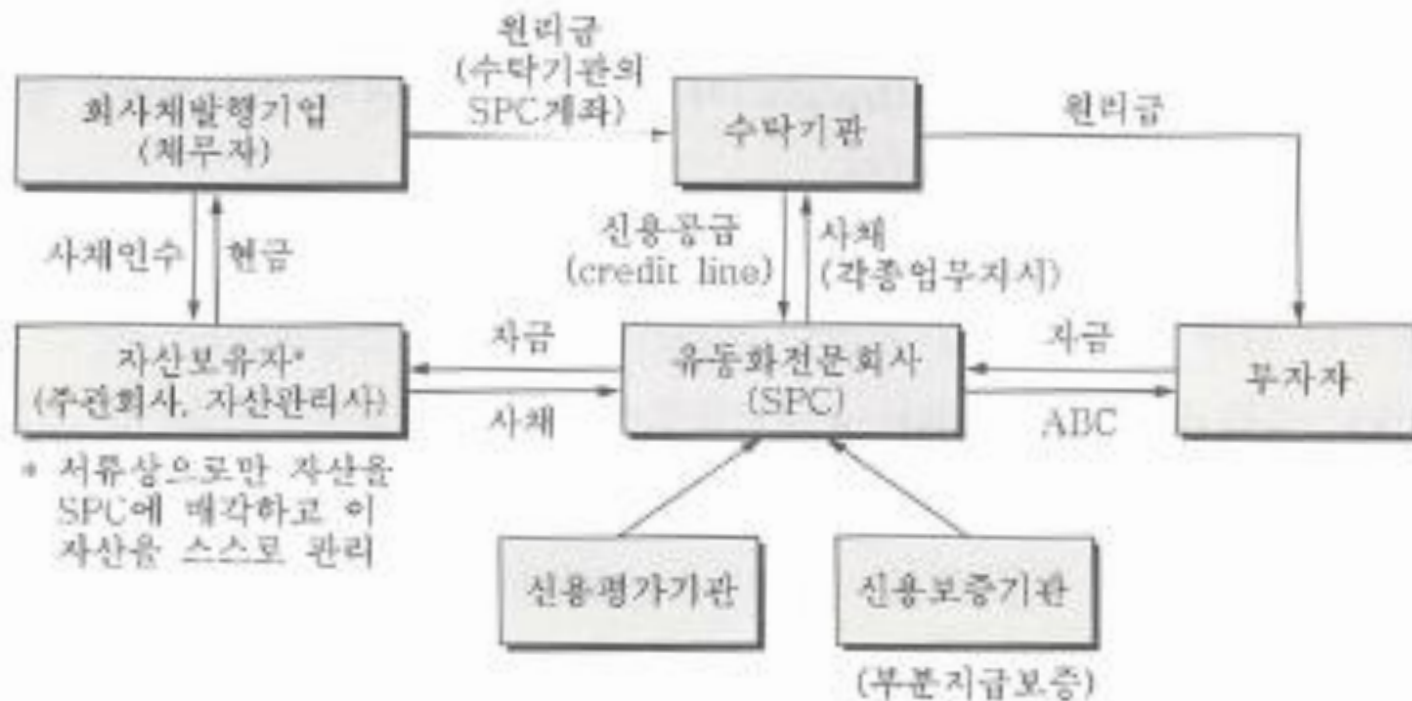 원리금
(수탁기관의
SPC계좌)
회사채발행기업
(채무자)
수탁기관
원리금
사채인수
현금
신용공급
(credit line)
사채
(각종업무지시)
자산보유자*
(주관회사, 자산관리사)
자금
사채
유동화전문회사
(SPC)
자금
ABC
투자자
* 서류상으로만 자산을
SPC에 매각하고 이
자산을 스스로 관리
신용평가기관
신용보증기관
(부분지급보증)